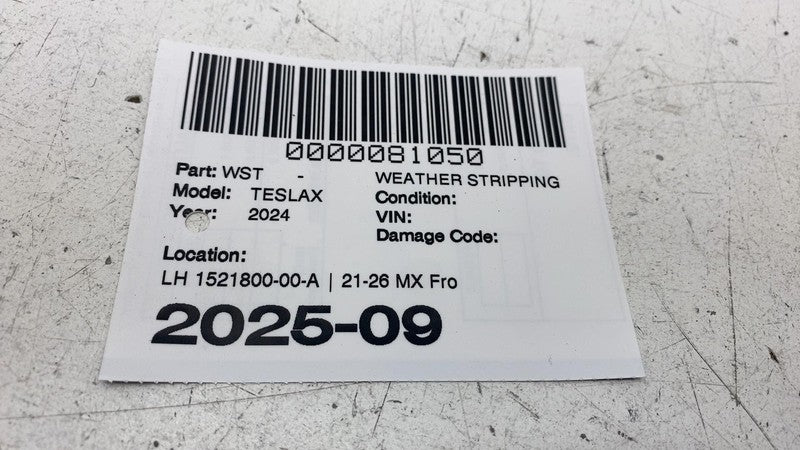 0000081050
Part: WST - WEATHER STRIPPING
Model: TESLAX Condition:
Year: 2024 VIN:
Damage Code:
Location:
LH 1521800-00-A | 21-26 MX Fro
2025-09